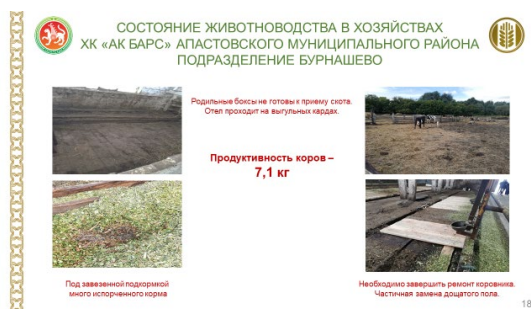 СОСТОЯНИЕ ЖИВОТНОВОДСТВА В ХОЗЯЙСТВАХ
ХК «АК БАРС» АПАСТОВСКОГО МУНИЦИПАЛЬНОГО РАЙОНА
ПОДРАЗДЕЛЕНИЕ БУРНАШЕВО
Родильные боксы не готовы к приему скота.
Отел проходит на выгульных кардах.
Продуктивность коров –
7,1 кг
Под завезенной подкормкой
много испорченного корма
Необходимо завершить ремонт коровника.
Частичная замена дощатого пола.
18